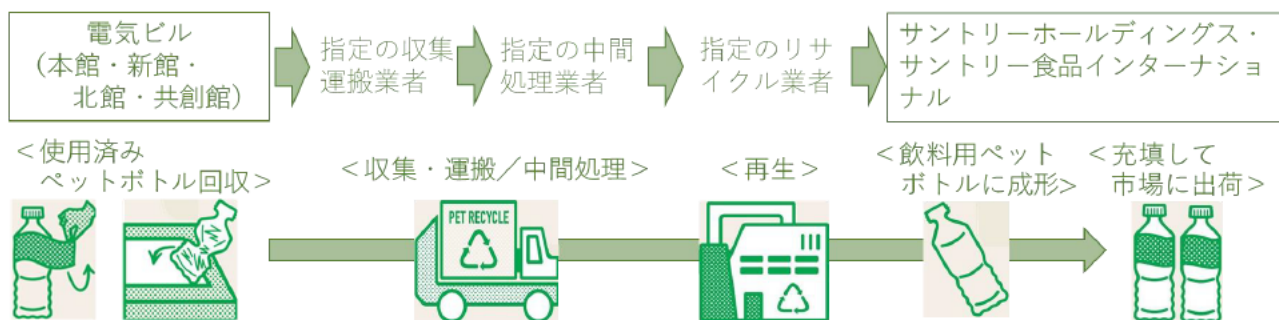 電気ビル
(本館・新館・
北館・共創館)
指定の収集
運搬業者
指定の中間
処理業者
指定のリサ
イクル業者
サントリーホールディングス・
サントリー食品インターナショ
ナル
<使用済み
ペットボトル回収>
<収集・運搬／中間処理>
<再生>
<飲料用ペット
ボトルに成形>
<充填して
市場に出荷>
PET RECYCLE